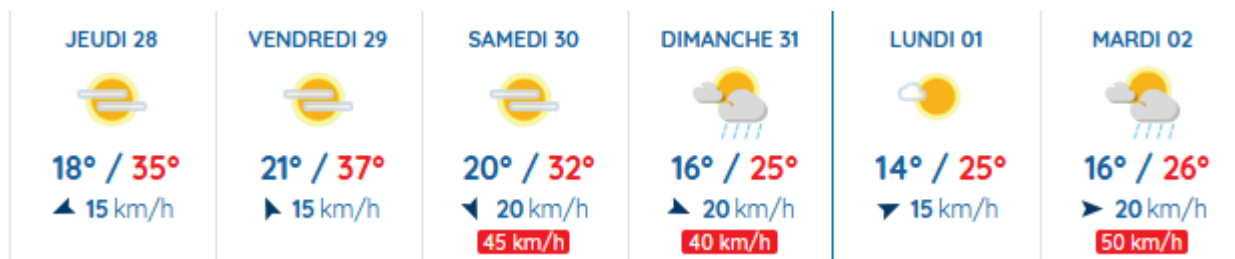 JEUDI 28
18° / 35°
15 km/h
VENDREDI 29
21° / 37°
15 km/h
SAMEDI 30
20° / 32°
20 km/h
45 km/h
DIMANCHE 31
16° / 25°
20 km/h
40 km/h
LUNDI 01
14° / 25°
15 km/h
MARDI 02
16° / 26°
20 km/h
50 km/h